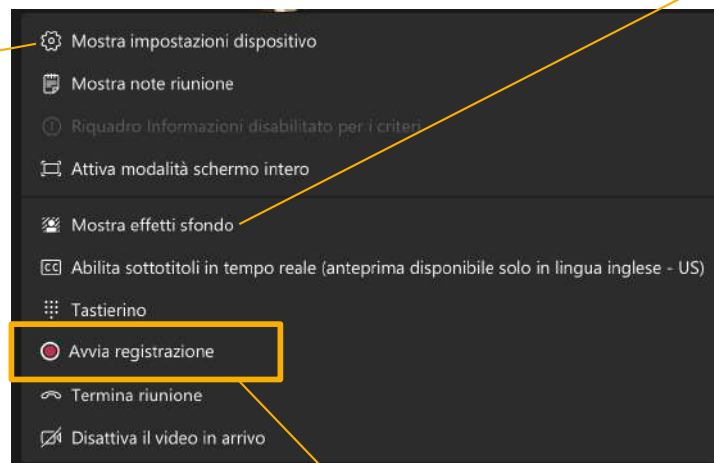 Mostra impostazioni dispositivo
Mostra note riunione
Riquadro Informazioni disabilitato per i criteri
Attiva modalità schermo intero
Mostra effetti sfondo
CC Abilita sottotitoli in tempo reale (anteprima disponibile solo in lingua inglese - US)
Tastierino
Avvia registrazione
Termina riunione
Disattiva il video in arrivo